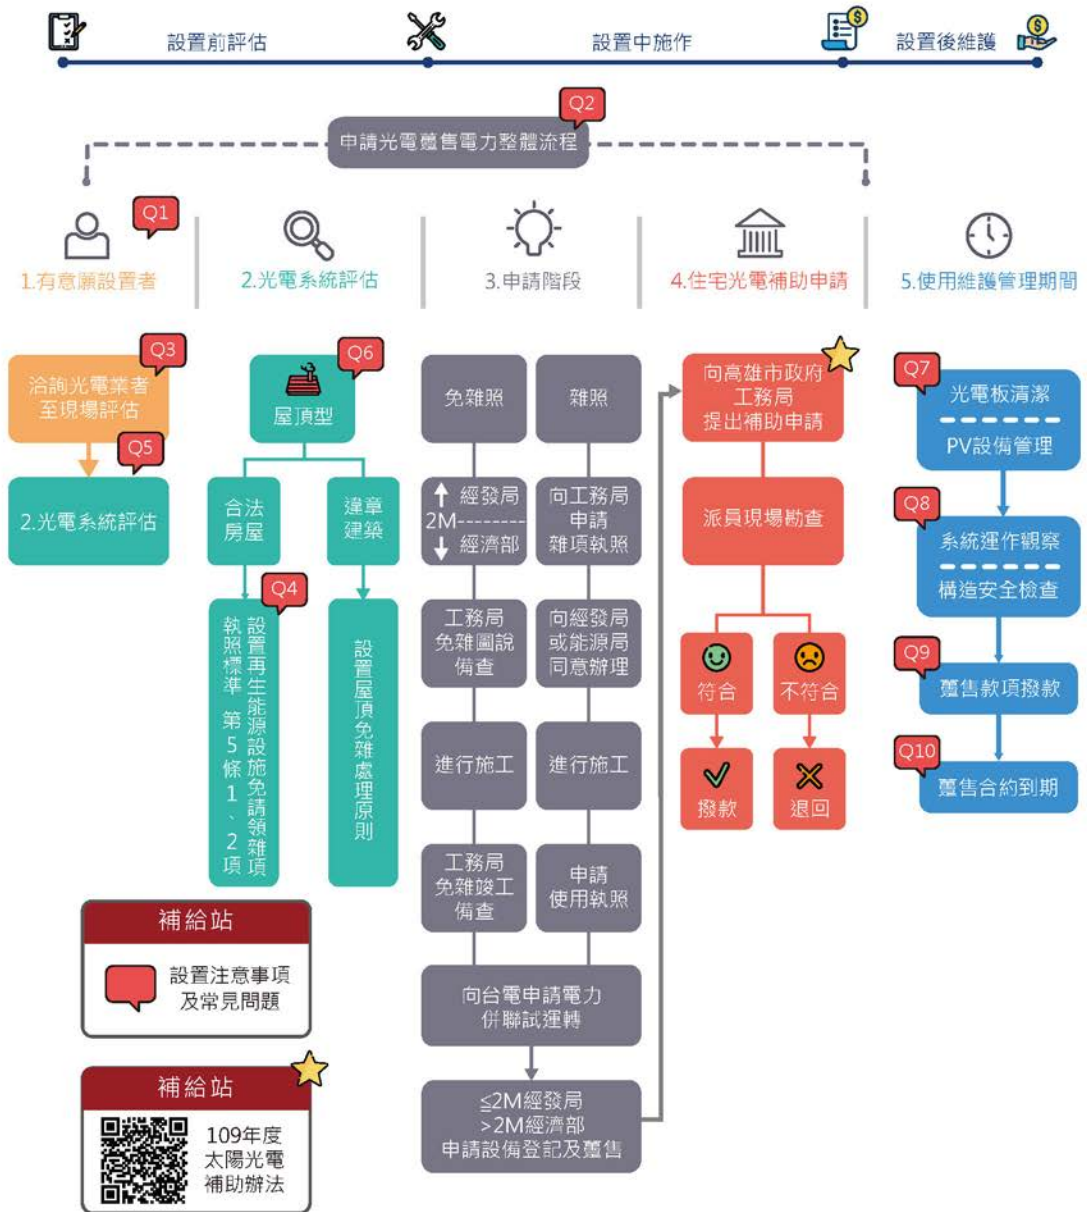 設置前評估
設置中施作
設置後維護
Q2
申請光電躉售電力整體流程
Q1
1.有意願設置者
2.光電系統評估
3.申請階段
4.住宅光電補助申請
5.使用維護管理期間
Q3
洽詢光電業者
至現場評估
Q5
2.光電系統評估
Q6
屋頂型
合法
房屋
違章
建築
Q4
設置再生能源設施免請領雜項
執照標準 第5條1、2項
設置屋頂免雜處理原則
免雜照
雜照
經發局
2M--------
經濟部
向工務局
申請
雜項執照
工務局
免雜圖說
備查
向經發局
或能源局
同意辦理
進行施工
進行施工
工務局
免雜竣工
備查
申請
使用執照
向台電申請電力
併聯試運轉
≦2M經發局
>2M經濟部
申請設備登記及躉售
向高雄市政府
工務局
提出補助申請
派員現場勘查
符合
不符合
撥款
退回
Q7
光電板清潔
PV設備管理
Q8
系統運作觀察
構造安全檢查
Q9
躉售款項撥款
Q10
躉售合約到期
補給站
設置注意事項
及常見問題
補給站
109年度
太陽光電
補助辦法